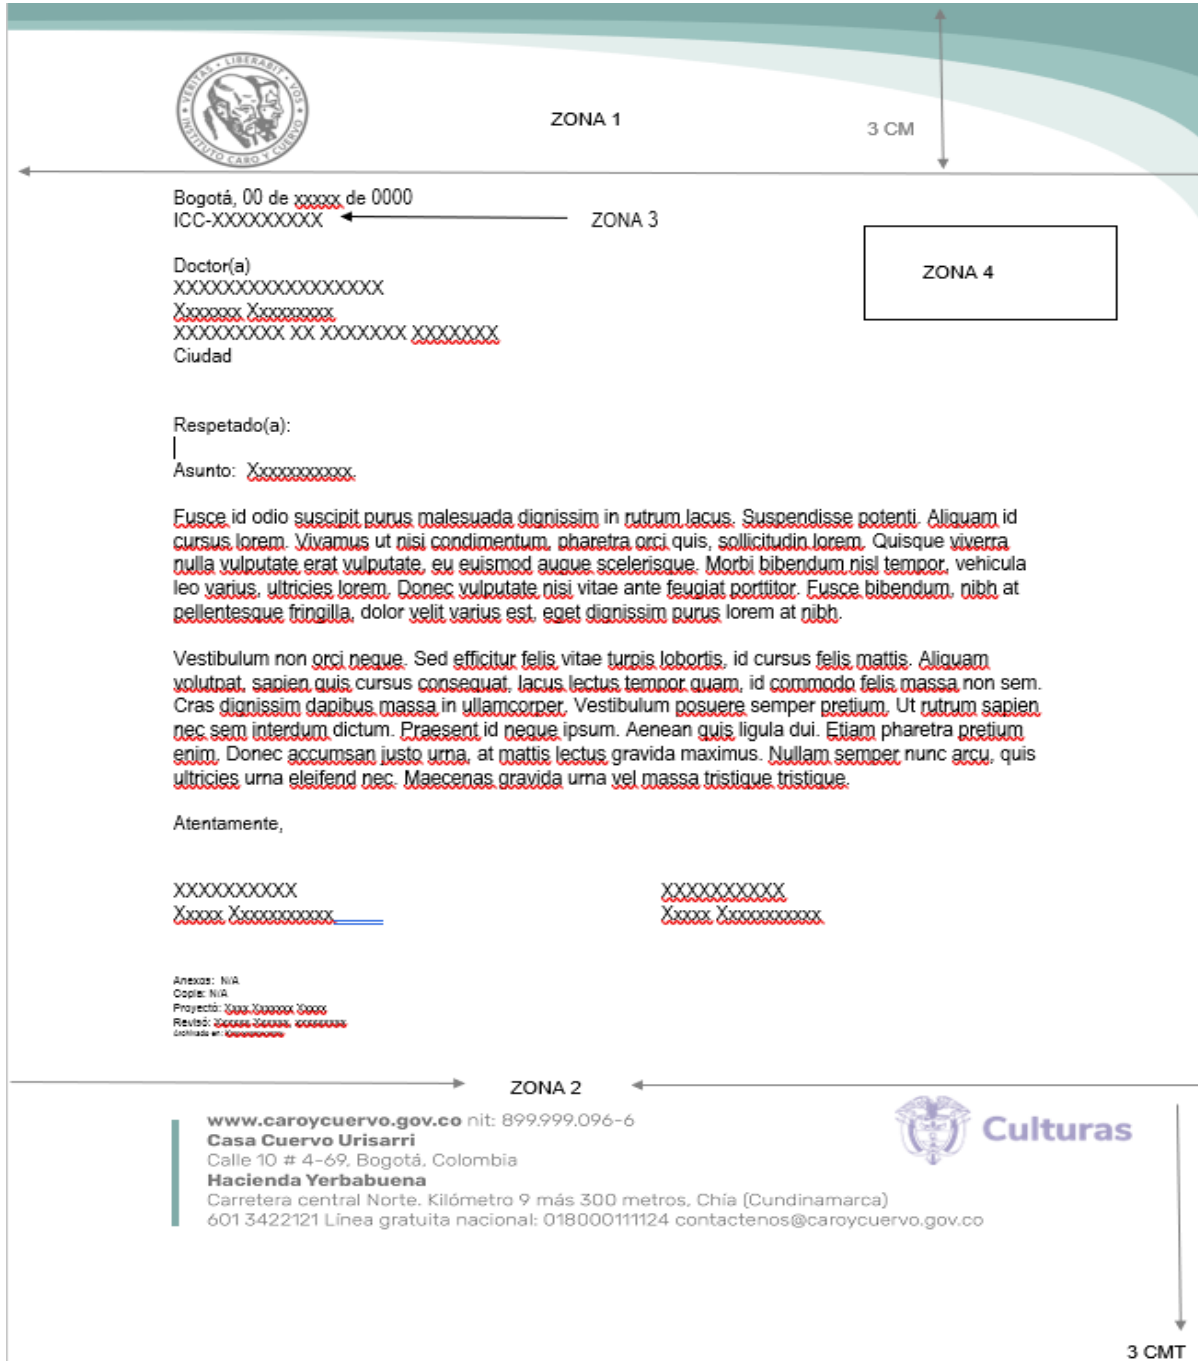 VERITAS · LIBERABIT · VOS
INSTITUTO CARO Y CUERVO
ZONA 1
3 CM
Bogotá, 00 de xxxxx de 0000
ICC-XXXXXXXXX
ZONA 3
ZONA 4
Doctor(a)
XXXXXXXXXXXXXXXXX
Xxxxxxx Xxxxxxxxx
XXXXXXXXX XX XXXXXXX XXXXXXX
Ciudad
Respetado(a):
Asunto: Xxxxxxxxxxx.
Fusce id odio suscipit purus malesuada dignissim in rutrum lacus. Suspendisse potenti. Aliquam id
cursus lorem. Vivamus ut nisi condimentum, pharetra orci quis, sollicitudin lorem. Quisque viverra
nulla vulputate erat vulputate, eu euismod augue scelerisque. Morbi bibendum nisl tempor, vehicula
leo varius, ultricies lorem. Donec vulputate nisi vitae ante feugiat porttitor. Fusce bibendum, nibh at
pellentesque fringilla, dolor velit varius est, eget dignissim purus lorem at nibh.
Vestibulum non orci neque. Sed efficitur felis vitae turpis lobortis, id cursus felis mattis. Aliquam
volutpat, sapien quis cursus consequat, lacus lectus tempor quam, id commodo felis massa non sem.
Cras dignissim dapibus massa in ullamcorper. Vestibulum posuere semper pretium. Ut rutrum sapien
nec sem interdum dictum. Praesent id neque ipsum. Aenean quis ligula dui. Etiam pharetra pretium
enim. Donec accumsan justo urna, at mattis lectus gravida maximus. Nullam semper nunc arcu, quis
ultricies urna eleifend nec. Maecenas gravida urna vel massa tristique tristique.
Atentamente,
XXXXXXXXXX XXXXXXXXXX
Xxxxx Xxxxxxxxxxx Xxxxx Xxxxxxxxxxx
Anexos: N/A
Copia: N/A
Proyectó: Xxxx Xxxxxxx Xxxxx
Revisó: Xxxxxx Xxxxxx, xxxxxxxxx
Archivado en: Xxxxxxxxxxxxx
ZONA 2
www.caroycuervo.gov.co nit: 899.999.096-6
Casa Cuervo Urisarri
Calle 10 # 4-69, Bogotá, Colombia
Hacienda Yerbabuena
Carretera central Norte. Kilómetro 9 más 300 metros, Chía (Cundinamarca)
601 3422121 Línea gratuita nacional: 018000111124 contactenos@caroycuervo.gov.co
Culturas
3 CMT